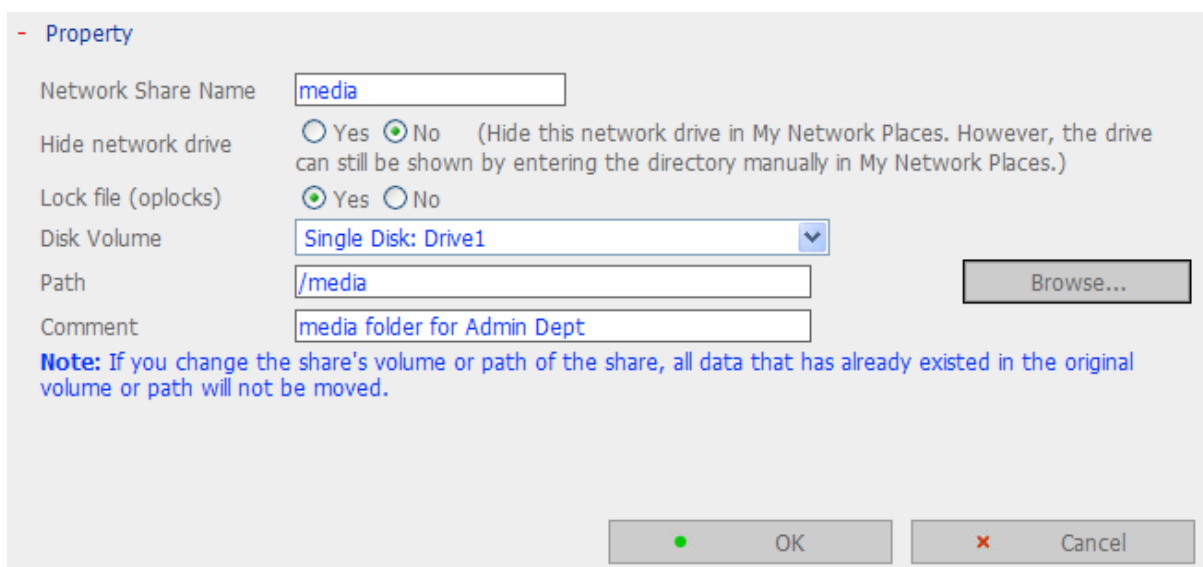 - Property
Network Share Name media
Hide network drive Yes No (Hide this network drive in My Network Places. However, the drive
can still be shown by entering the directory manually in My Network Places.)
Lock file (oplocks) Yes No
Disk Volume Single Disk: Drive1
Path /media Browse...
Comment media folder for Admin Dept
Note: If you change the share's volume or path of the share, all data that has already existed in the original
volume or path will not be moved.
OK Cancel